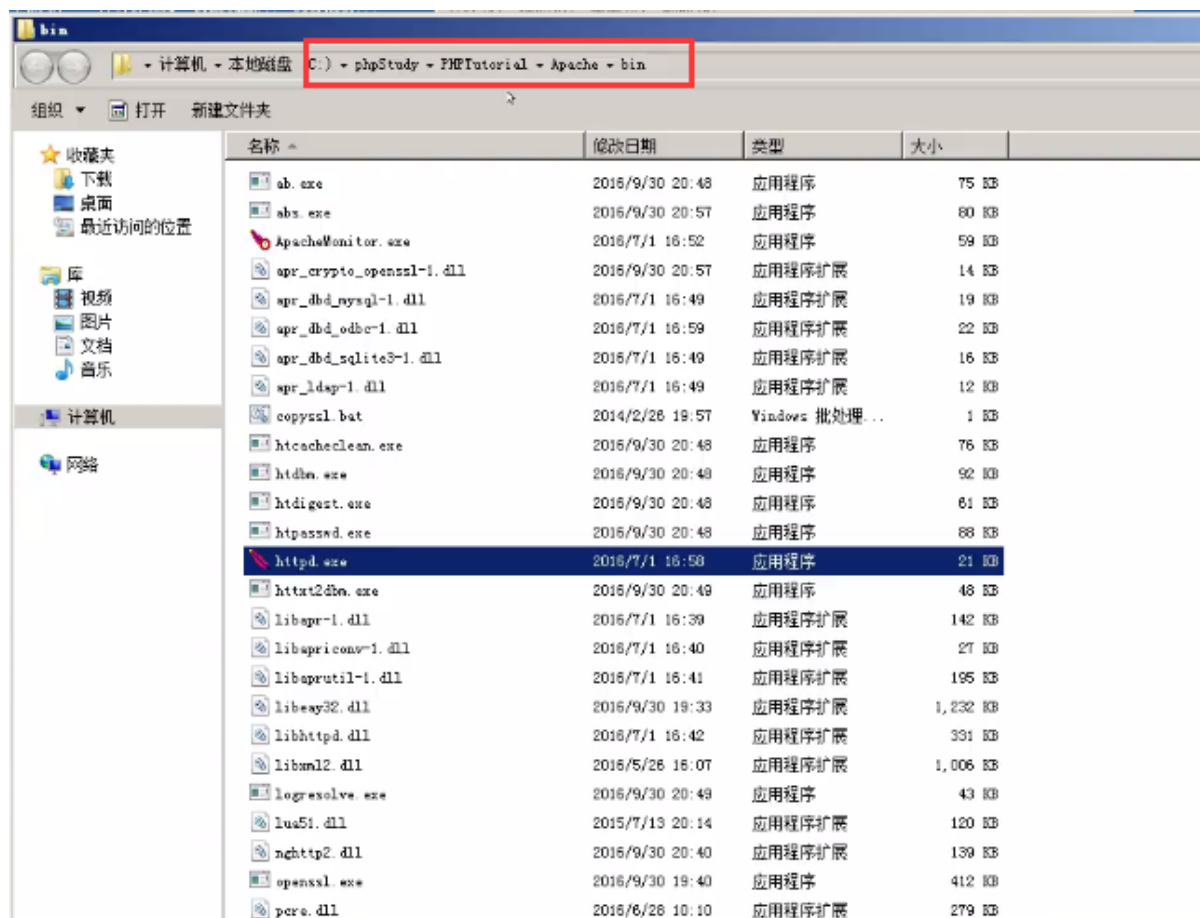 bin
计算机 本地磁盘 C:) phpStudy PHPTutorial Apache bin
组织 打开 新建文件夹
名称 修改日期 类型 大小
收藏夹
下载
桌面
最近访问的位置
库
视频
图片
文档
音乐
计算机
网络
ab.exe 2016/9/30 20:48 应用程序 75 KB
abs.exe 2016/9/30 20:57 应用程序 80 KB
ApacheMonitor.exe 2016/7/1 16:52 应用程序 59 KB
apr_crypto_openssl-1.dll 2016/9/30 20:57 应用程序扩展 14 KB
apr_dbd_mysql-1.dll 2016/7/1 16:49 应用程序扩展 19 KB
apr_dbd_odbc-1.dll 2016/7/1 16:59 应用程序扩展 22 KB
apr_dbd_sqlite3-1.dll 2016/7/1 16:49 应用程序扩展 16 KB
apr_ldap-1.dll 2016/7/1 16:49 应用程序扩展 12 KB
copyssl.bat 2014/2/26 19:57 Windows 批处理... 1 KB
htcacheclean.exe 2016/9/30 20:48 应用程序 76 KB
htdbm.exe 2016/9/30 20:48 应用程序 92 KB
htdigest.exe 2016/9/30 20:48 应用程序 61 KB
htpasswd.exe 2016/9/30 20:48 应用程序 88 KB
httpd.exe 2016/7/1 16:58 应用程序 21 KB
httxt2dbm.exe 2016/9/30 20:49 应用程序 48 KB
libapr-1.dll 2016/7/1 16:39 应用程序扩展 142 KB
libapriconv-1.dll 2016/7/1 16:40 应用程序扩展 27 KB
libaprutil-1.dll 2016/7/1 16:41 应用程序扩展 195 KB
libeay32.dll 2016/9/30 19:33 应用程序扩展 1,232 KB
libhttpd.dll 2016/7/1 16:42 应用程序扩展 331 KB
libxml2.dll 2016/5/26 16:07 应用程序扩展 1,006 KB
logresolve.exe 2016/9/30 20:49 应用程序 43 KB
lua51.dll 2015/7/13 20:14 应用程序扩展 120 KB
nghttp2.dll 2016/9/30 20:40 应用程序扩展 139 KB
openssl.exe 2016/9/30 19:40 应用程序 412 KB
pcre.dll 2016/6/28 10:10 应用程序扩展 279 KB